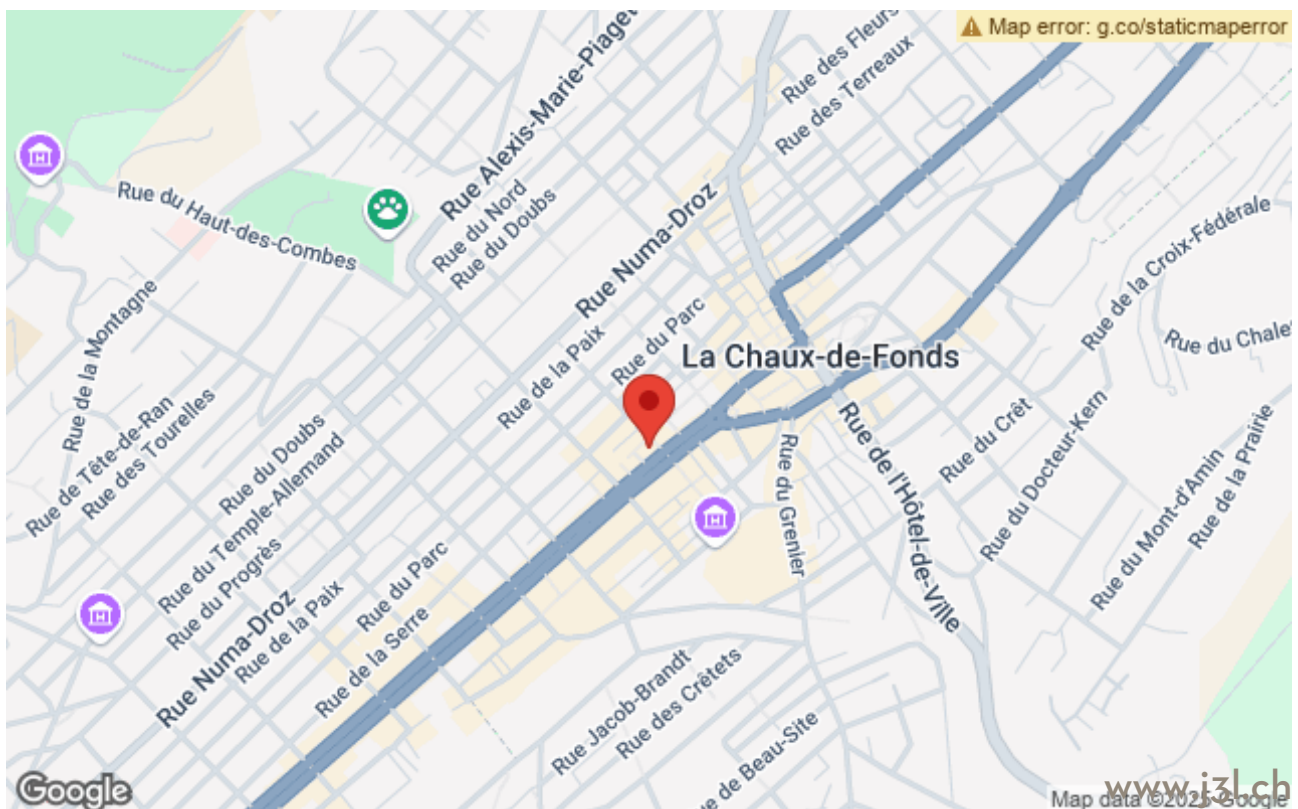 Map error: g.co/staticmaperror
Rue des Fleurs
Rue Alexis-Marie-Piaget
Rue des Terreaux
Rue du Haut-des-Combes
Rue du Nord
Rue du Doubs
Rue Numa-Droz
Rue de la Croix-Fédérale
Rue de la Montagne
Rue du Parc
Rue de la Paix
La Chaux-de-Fonds
Rue du Chalet
Rue de Tête-de-Ran
Rue des Tourelles
Rue du Doubs
Rue du Temple-Allemand
Rue du Crêt
Rue du Docteur-Kern
Rue de l'Hôtel-de-Ville
Rue du Grenier
Rue du Mont-d'Amin
Rue de la Prairie
Rue du Progrès
Rue du Parc
Rue de la Paix
Rue Numa-Droz
Rue de la Serre
Rue Jacob-Brandt
Rue des Crêtets
e de Beau-Site
Google
Map data ©2025 Google
www.j3l.ch